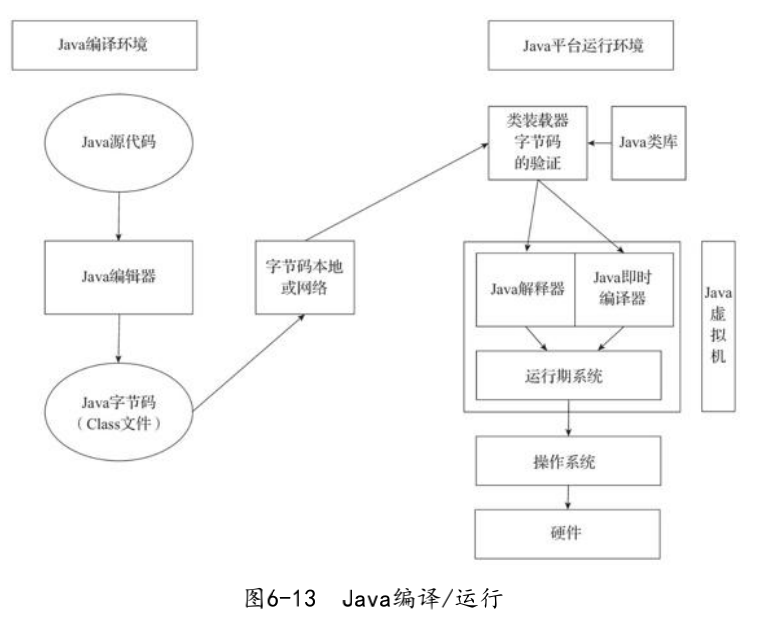 Java编译环境
Java平台运行环境
Java源代码
类装载器
字节码
的验证
Java类库
Java编辑器
字节码本地
或网络
Java解释器
Java即时
编译器
Java
虚
拟
机
运行期系统
Java字节码
（Class文件）
操作系统
硬件
图6-13 Java编译/运行